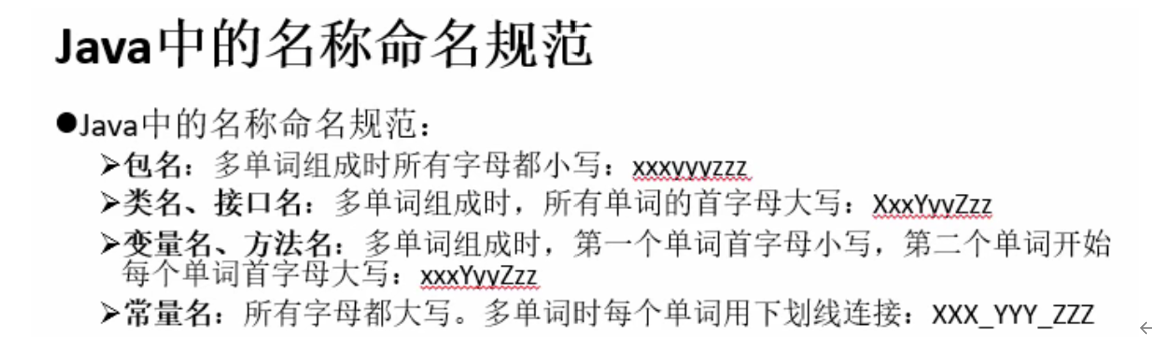 Java中的名称命名规范
●Java中的名称命名规范：
➢包名：多单词组成时所有字母都小写：xxxyyyzzz
➢类名、接口名：多单词组成时，所有单词的首字母大写：XxxYyyZzz
➢变量名、方法名：多单词组成时，第一个单词首字母小写，第二个单词开始
每个单词首字母大写：xxxYyyZzz
➢常量名：所有字母都大写。多单词时每个单词用下划线连接：XXX_YYY_ZZZ